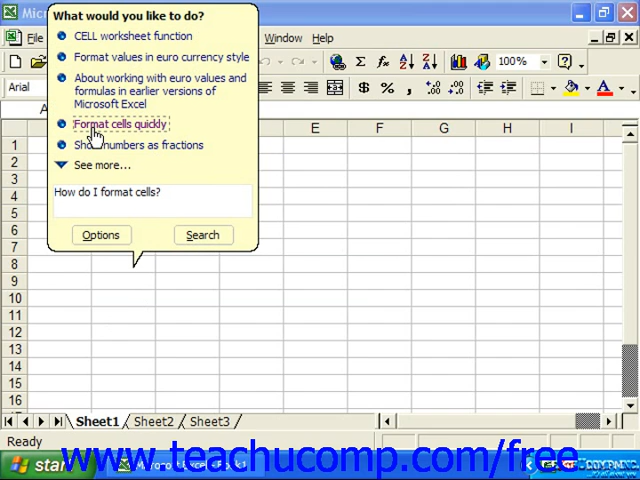 Mic
What would you like to do?
CELL worksheet function
Format values in euro currency style
About working with euro values and
formulas in earlier versions of
Microsoft Excel
Format cells quickly
Show numbers as fractions
See more...
How do I format cells?
Options
Search
Window Help
100%
Arial
$ % ,
A
E F G H I
1
2
3
4
5
6
7
8
9
10
11
12
13
14
15
16
Sheet1 Sheet2 Sheet3
Ready
www.teachucomp.com/free
start